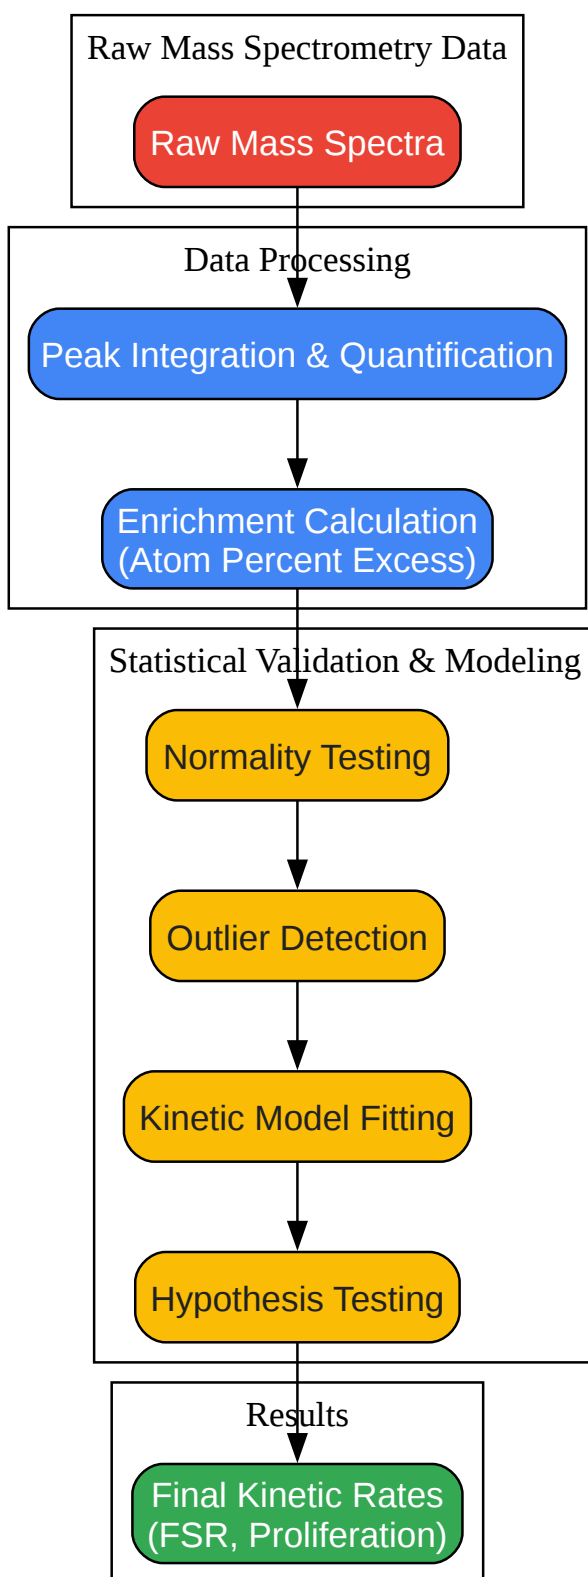 Raw Mass Spectrometry Data
Raw Mass Spectra
Data Processing
Peak Integration & Quantification
Enrichment Calculation
(Atom Percent Excess)
Statistical Validation & Modeling
Normality Testing
Outlier Detection
Kinetic Model Fitting
Hypothesis Testing
Results
Final Kinetic Rates
(FSR, Proliferation)